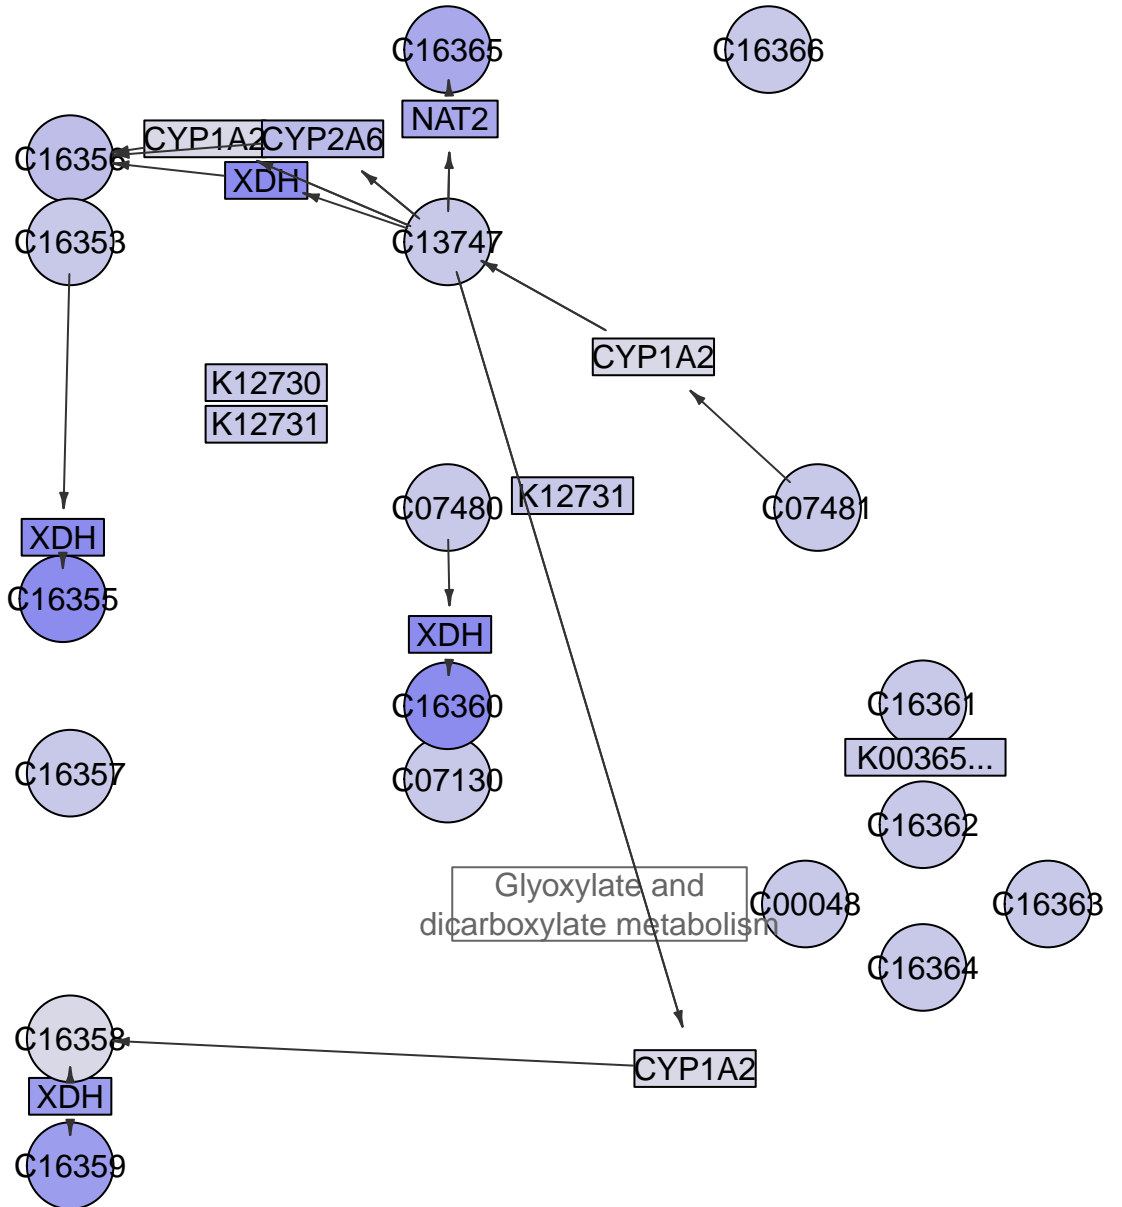 C16365
C16366
NAT2
CYP1A2
CYP2A6
C16356
XDH
C16353
C13747
CYP1A2
K12730
K12731
C07480
K12731
C07481
XDH
C16355
XDH
C16360
C16361
K00365...
C16357
C07130
C16362
Glyoxylate and
dicarboxylate metabolism
C00048
C16363
C16364
C16358
CYP1A2
XDH
C16359